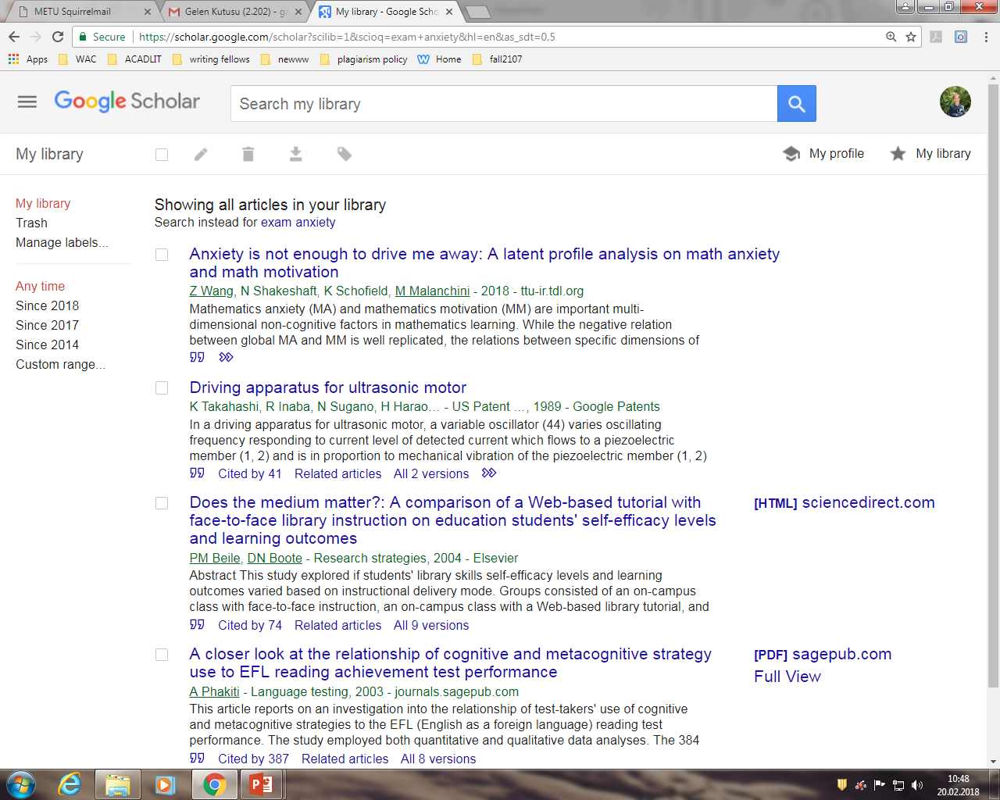 METU Squirrelmail
Gelen Kutusu (2.202) - ga
My library - Google Scho
Secure
https://scholar.google.com/scholar?scilib=1&scioq=exam+anxiety&hl=en&as_sdt=0,5
Apps
WAC
ACADLIT
writing fellows
newww
plagiarism policy
Home
fall2107
Google Scholar
Search my library
My library
My profile
My library
My library
Trash
Manage labels...
Any time
Since 2018
Since 2017
Since 2014
Custom range...
Showing all articles in your library
Search instead for exam anxiety
Anxiety is not enough to drive me away: A latent profile analysis on math anxiety
and math motivation
Z Wang, N Shakeshaft, K Schofield, M Malanchini - 2018 - ttu-ir.tdl.org
Mathematics anxiety (MA) and mathematics motivation (MM) are important multi-
dimensional non-cognitive factors in mathematics learning. While the negative relation
between global MA and MM is well replicated, the relations between specific dimensions of
Driving apparatus for ultrasonic motor
K Takahashi, R Inaba, N Sugano, H Harao… - US Patent …, 1989 - Google Patents
In a driving apparatus for ultrasonic motor, a variable oscillator (44) varies oscillating
frequency responding to current level of detected current which flows to a piezoelectric
member (1, 2) and is in proportion to mechanical vibration of the piezoelectric member (1, 2)
Cited by 41 Related articles All 2 versions
Does the medium matter?: A comparison of a Web-based tutorial with
face-to-face library instruction on education students' self-efficacy levels
and learning outcomes
[HTML] sciencedirect.com
PM Beile, DN Boote - Research strategies, 2004 - Elsevier
Abstract This study explored if students' library skills self-efficacy levels and learning
outcomes varied based on instructional delivery mode. Groups consisted of an on-campus
class with face-to-face instruction, an on-campus class with a Web-based library tutorial, and
Cited by 74 Related articles All 9 versions
A closer look at the relationship of cognitive and metacognitive strategy
use to EFL reading achievement test performance
[PDF] sagepub.com
Full View
A Phakiti - Language testing, 2003 - journals.sagepub.com
This article reports on an investigation into the relationship of test-takers' use of cognitive
and metacognitive strategies to the EFL (English as a foreign language) reading test
performance. The study employed both quantitative and qualitative data analyses. The 384
Cited by 387 Related articles All 8 versions
10:48
20.02.2018